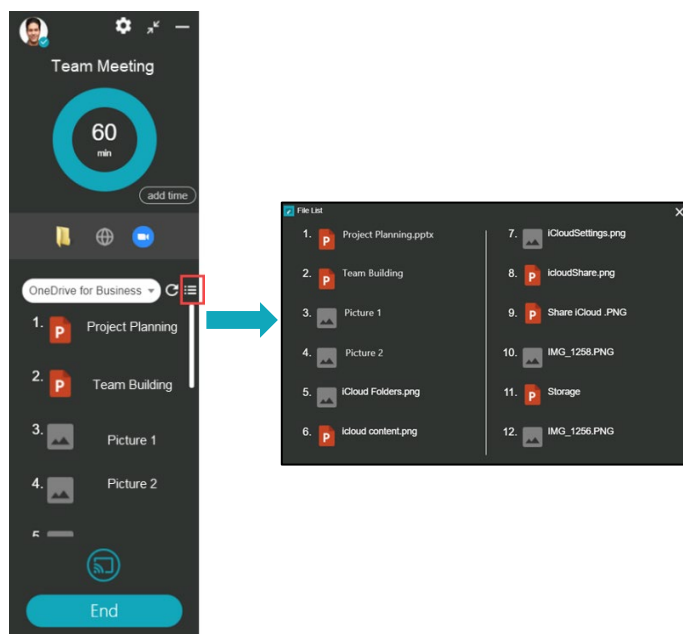 Team Meeting
60
min
add time
OneDrive for Business
1. Project Planning
2. Team Building
3. Picture 1
4. Picture 2
5.
End
File List
1. Project Planning.pptx
2. Team Building
3. Picture 1
4. Picture 2
5. iCloud Folders.png
6. icloud content.png
7. iCloudSettings.png
8. icloudShare.png
9. Share iCloud .PNG
10. IMG_1258.PNG
11. Storage
12. IMG_1256.PNG